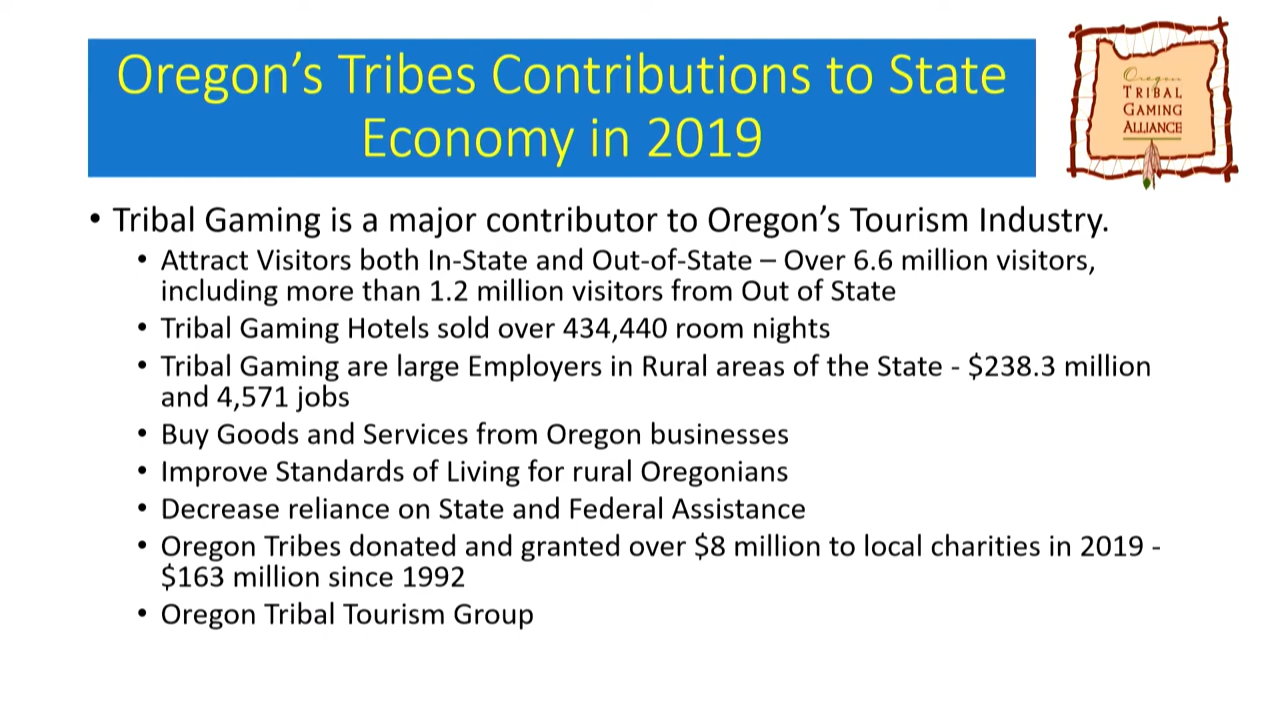 Oregon's Tribes Contributions to State
Economy in 2019
Oregon
TRIBAL
GAMING
ALLIANCE
• Tribal Gaming is a major contributor to Oregon's Tourism Industry.
• Attract Visitors both In-State and Out-of-State – Over 6.6 million visitors,
including more than 1.2 million visitors from Out of State
• Tribal Gaming Hotels sold over 434,440 room nights
• Tribal Gaming are large Employers in Rural areas of the State - $238.3 million
and 4,571 jobs
• Buy Goods and Services from Oregon businesses
• Improve Standards of Living for rural Oregonians
• Decrease reliance on State and Federal Assistance
• Oregon Tribes donated and granted over $8 million to local charities in 2019 -
$163 million since 1992
• Oregon Tribal Tourism Group